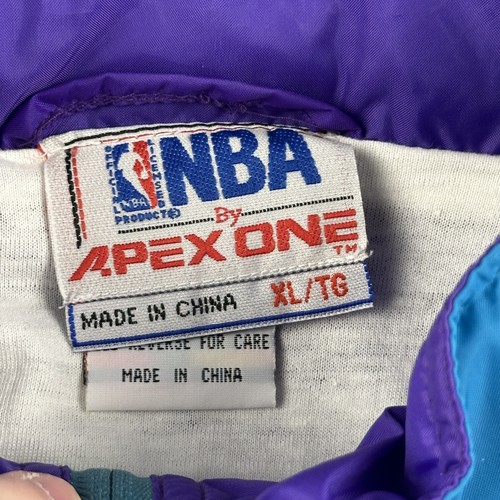 OFFICIAL
LICENSED
NBA
PRODUCT®
NBA
By
APEX ONE
TM
MADE IN CHINA XL/TG
REVERSE FOR CARE
MADE IN CHINA